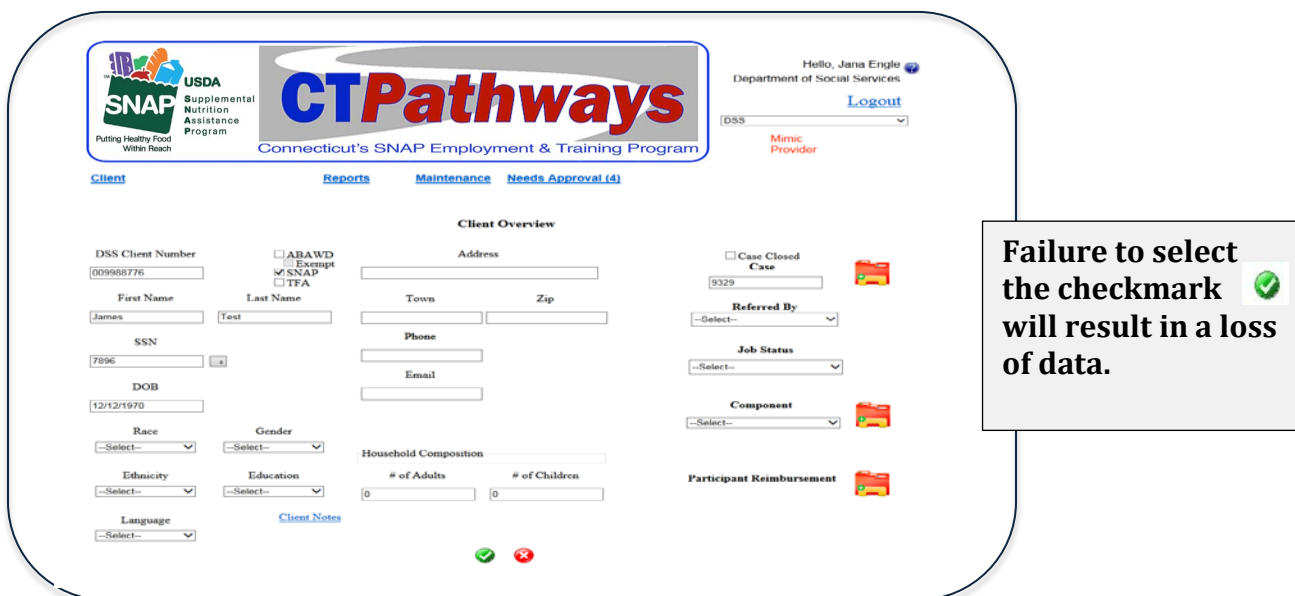 SNAP
Putting Healthy Food
Within Reach
USDA
Supplemental
Nutrition
Assistance
Program
CTPathways
Connecticut's SNAP Employment & Training Program
Hello, Jana Engle
Department of Social Services
Logout
DSS
Mimic
Provider
Client Reports Maintenance Needs Approval (4)
Client Overview
DSS Client Number
009988776
ABAWD
Exempt
SNAP
TFA
Address
Case Closed
Case
9329
First Name Last Name Town Zip
James Test
Referred By
--Select--
SSN
7896
Phone
Job Status
--Select--
Email
DOB
12/12/1970
Component
--Select--
Race Gender
--Select-- --Select--
Household Composition
Ethnicity Education # of Adults # of Children
--Select-- --Select-- 0 0
Participant Reimbursement
Language
--Select--
Client Notes
Failure to select
the checkmark
will result in a loss
of data.